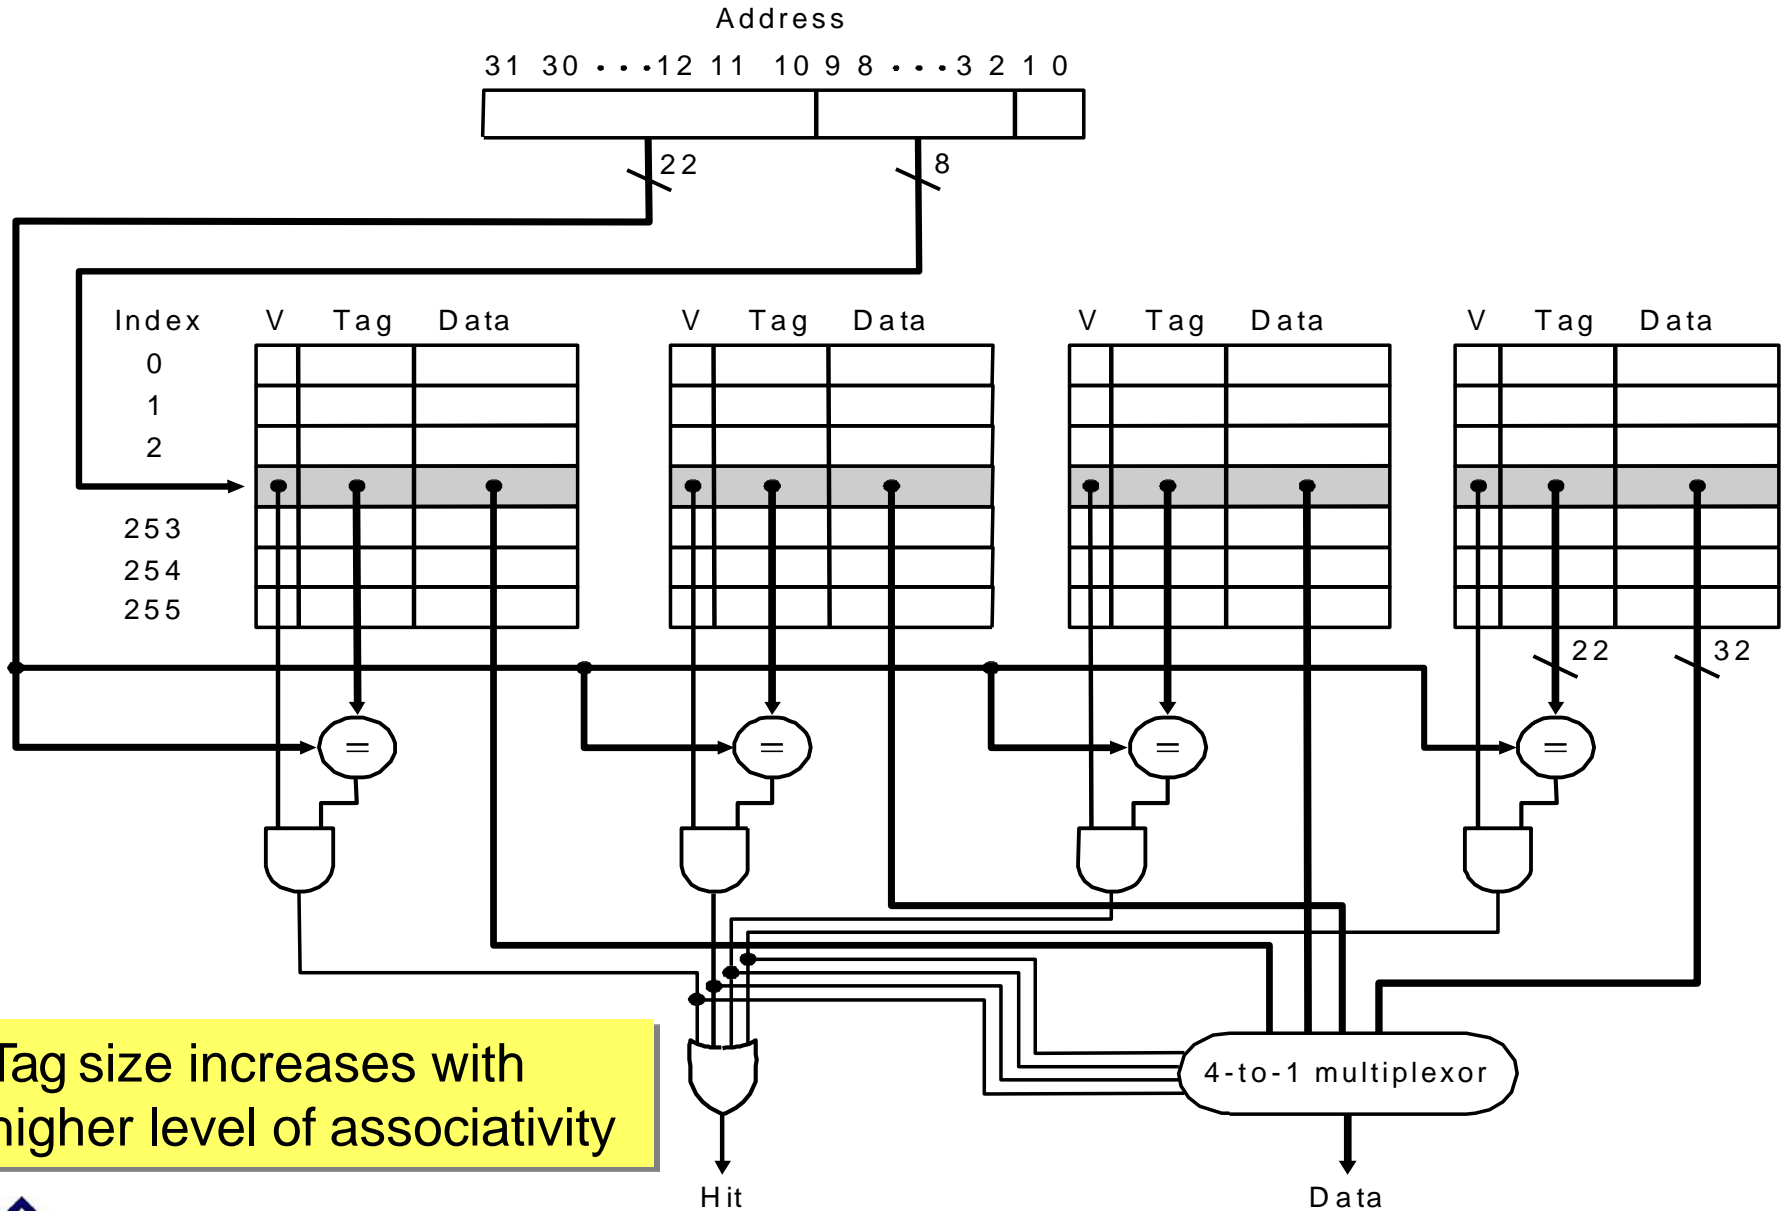 Address
31 30 · · · 12 11 10 9 8 · · · 3 2 1 0
22 8
Index V Tag Data V Tag Data V Tag Data V Tag Data
0
1
2
253
254
255
22 32
= = = =
4-to-1 multiplexor
Tag size increases with
higher level of associativity
Hit Data